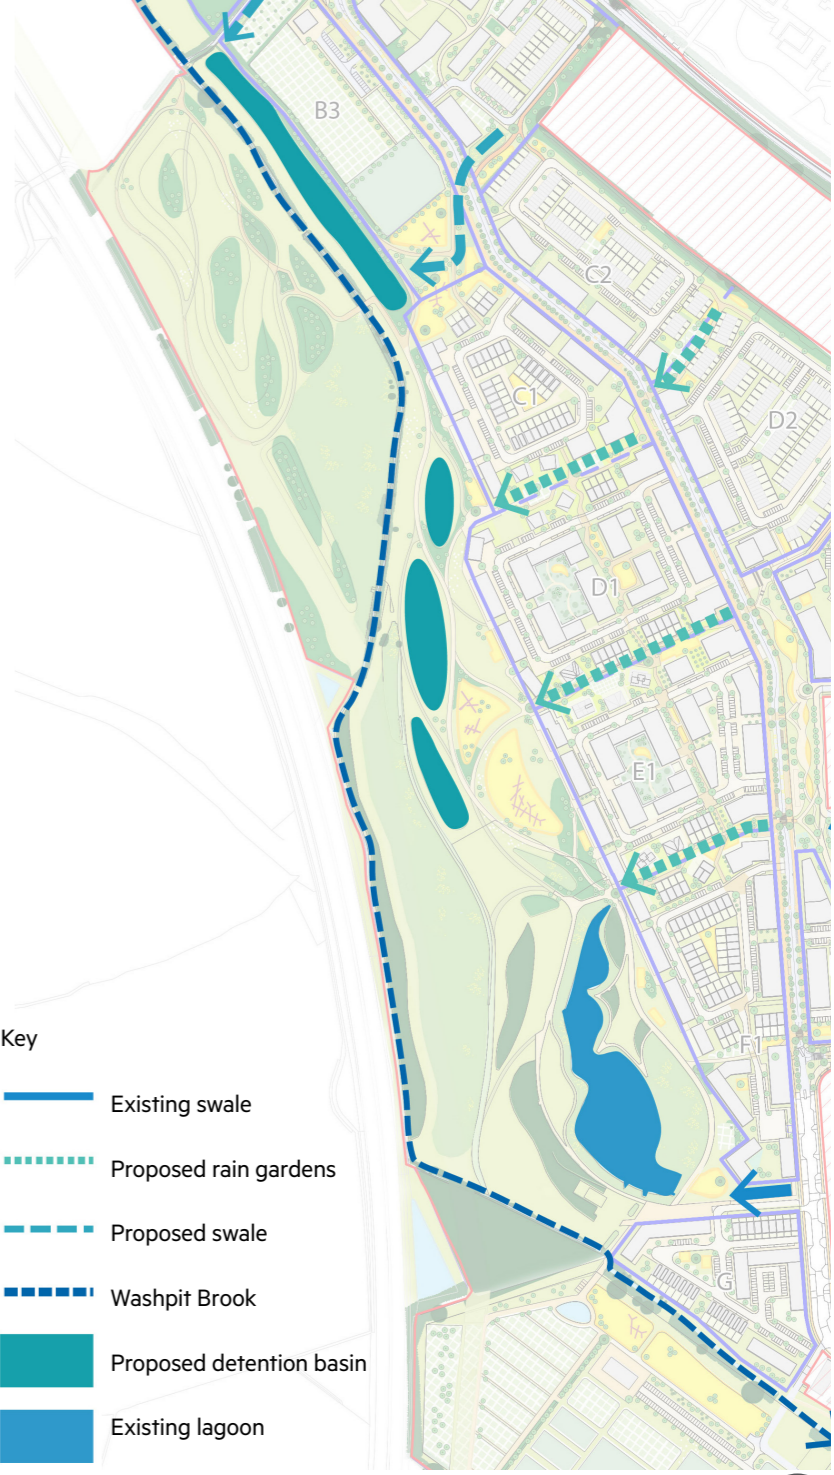 B3
C2
C1
D2
D1
E1
F1
G
Key
Existing swale
Proposed rain gardens
Proposed swale
Washpit Brook
Proposed detention basin
Existing lagoon